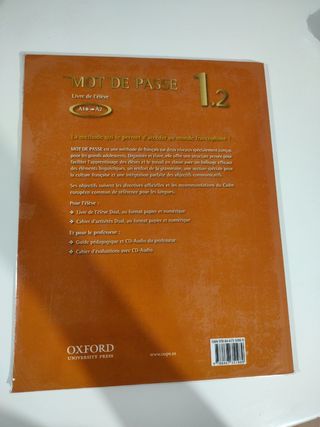 MOT DE PASSE 1.2
Livre de l'élève
A1+ → A2
La méthode qui te permet d'accéder au monde francophone !
MOT DE PASSE est une méthode de français sur deux niveaux spécialement conçue
pour les grands adolescents. Organisée et claire, elle offre une structure pensée pour
faciliter l'apprentissage des élèves et le travail en classe avec un balayage efficace
des éléments linguistiques, un renfort de la grammaire, une section spéciale pour
la culture française et une intégration parfaite des objectifs communicatifs.
Ses objectifs suivent les directives officielles et les recommandations du Cadre
européen commun de référence pour les langues.
Pour l'élève :
Livre de l'élève Dual, au format papier et numérique
Cahier d'activités Dual, au format papier et numérique
Et pour le professeur :
Guide pédagogique et CD-Audio du professeur
Cahier d'évaluations avec CD-Audio
OXFORD
UNIVERSITY PRESS
www.oupe.es